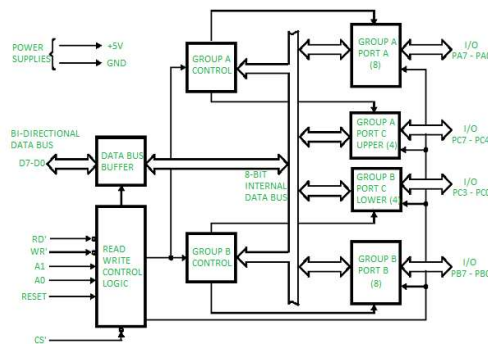 POWER
SUPPLIES
+5V
GND
GROUP A
CONTROL
GROUP A
PORT A
(8)
I/O
PA7 - PA0
BI-DIRECTIONAL
DATA BUS
D7-D0
DATA BUS
BUFFER
8-BIT
INTERNAL
DATA BUS
GROUP A
PORT C
UPPER (4)
I/O
PC7 - PC4
GROUP B
PORT C
LOWER (4)
I/O
PC3 - PC0
RD'
WR'
A1
A0
RESET
CS'
READ
WRITE
CONTROL
LOGIC
GROUP B
CONTROL
GROUP B
PORT B
(8)
I/O
PB7 - PB0